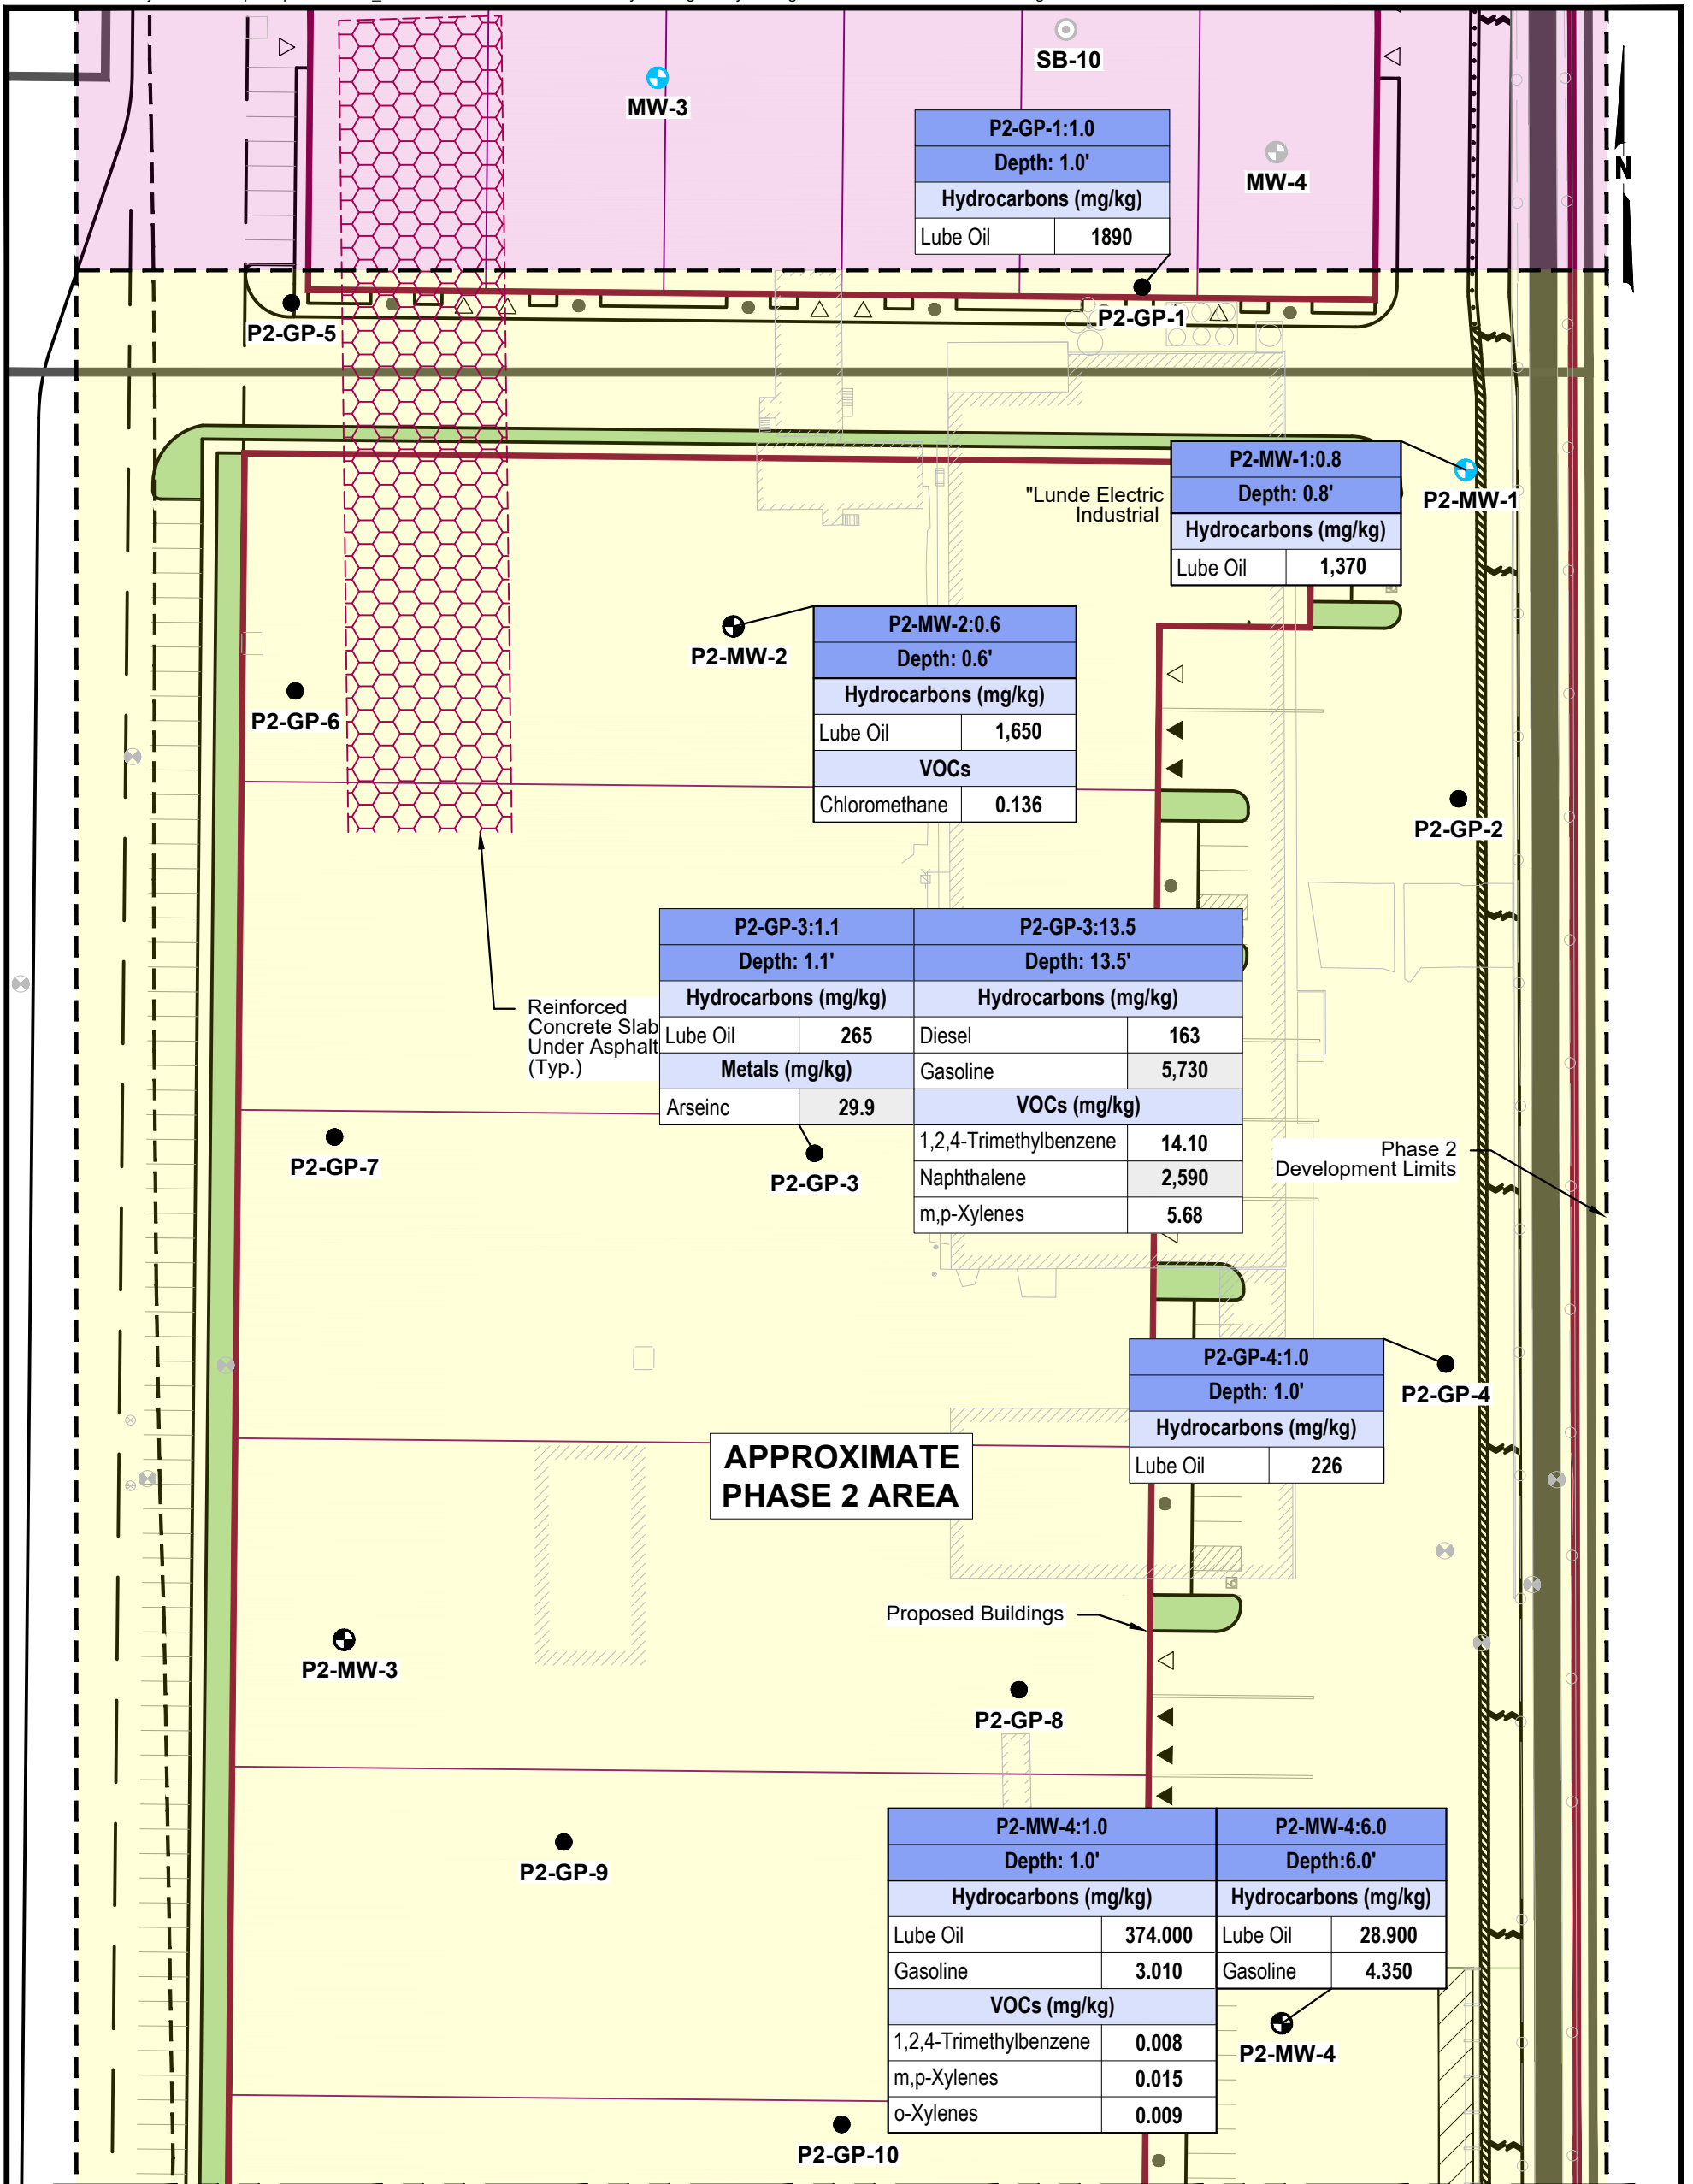 SB-10
MW-3
MW-4
N
P2-GP-1:1.0
Depth: 1.0'
Hydrocarbons (mg/kg)
Lube Oil 1890
P2-GP-5
P2-GP-1
"Lunde Electric
Industrial
P2-MW-1:0.8
Depth: 0.8'
Hydrocarbons (mg/kg)
Lube Oil 1,370
P2-MW-1
P2-MW-2
P2-MW-2:0.6
Depth: 0.6'
Hydrocarbons (mg/kg)
Lube Oil 1,650
VOCs
Chloromethane 0.136
P2-GP-6
P2-GP-2
Reinforced
Concrete Slab
Under Asphalt
(Typ.)
P2-GP-3:1.1
Depth: 1.1'
Hydrocarbons (mg/kg)
Lube Oil 265
Metals (mg/kg)
Arseinc 29.9
P2-GP-3:13.5
Depth: 13.5'
Hydrocarbons (mg/kg)
Diesel 163
Gasoline 5,730
VOCs (mg/kg)
1,2,4-Trimethylbenzene 14.10
Naphthalene 2,590
m,p-Xylenes 5.68
P2-GP-7
P2-GP-3
Phase 2
Development Limits
P2-GP-4:1.0
Depth: 1.0'
Hydrocarbons (mg/kg)
Lube Oil 226
P2-GP-4
APPROXIMATE
PHASE 2 AREA
Proposed Buildings
P2-MW-3
P2-GP-8
P2-GP-9
P2-MW-4:1.0
Depth: 1.0'
Hydrocarbons (mg/kg)
Lube Oil 374.000
Gasoline 3.010
VOCs (mg/kg)
1,2,4-Trimethylbenzene 0.008
m,p-Xylenes 0.015
o-Xylenes 0.009
P2-MW-4:6.0
Depth:6.0'
Hydrocarbons (mg/kg)
Lube Oil 28.900
Gasoline 4.350
P2-MW-4
P2-GP-10